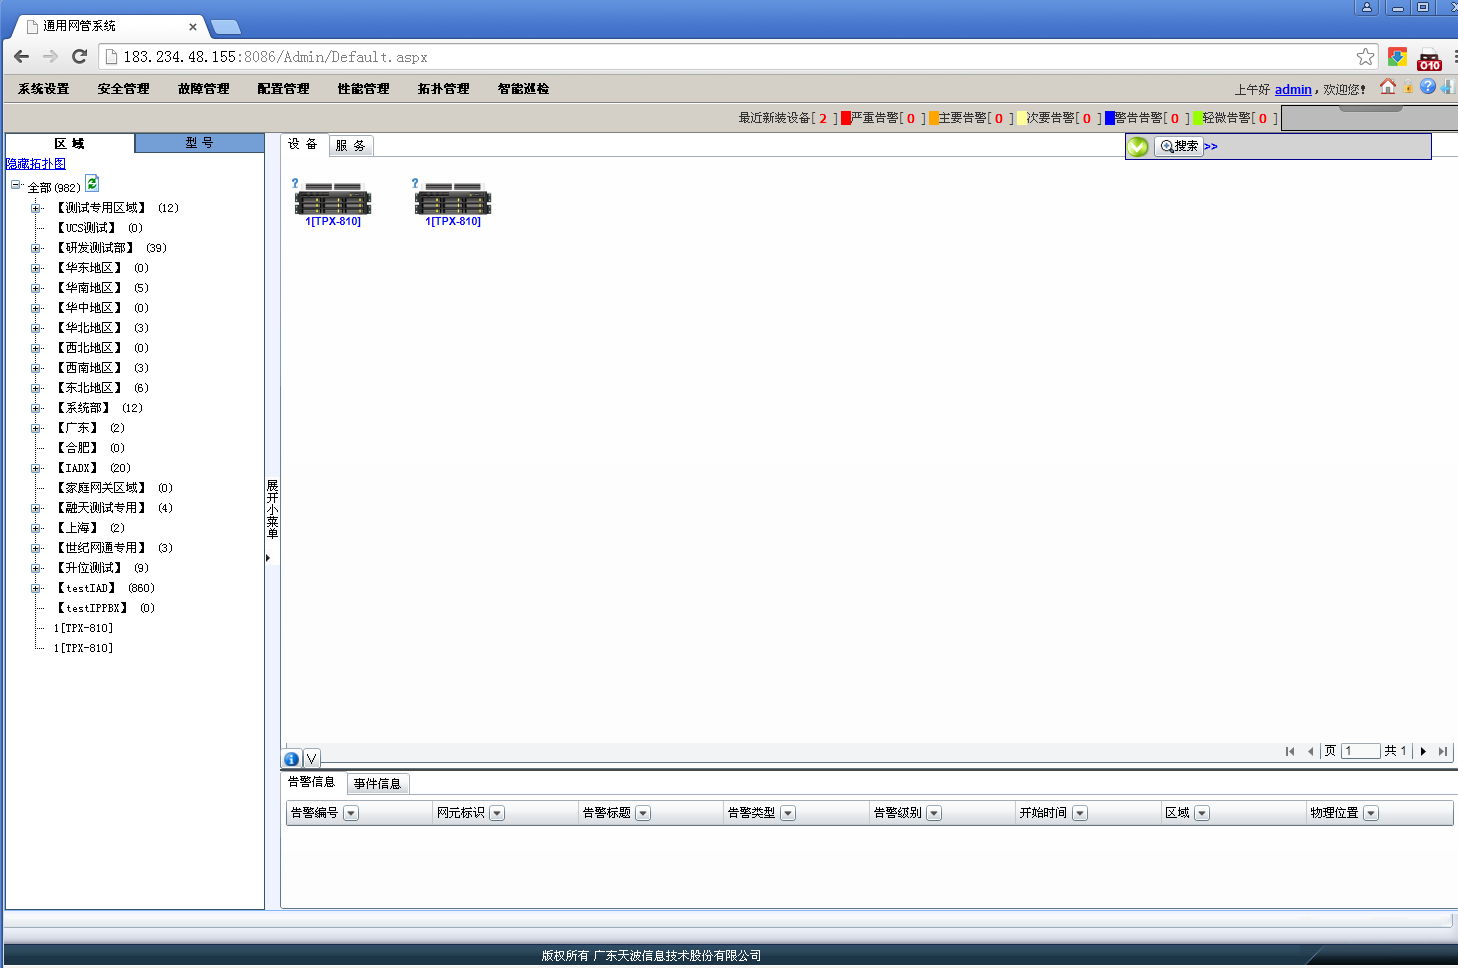 通用网管系统
183.234.48.155:8086/Admin/Default.aspx
010
系统设置 安全管理 故障管理 配置管理 性能管理 拓扑管理 智能巡检
上午好 admin，欢迎您!
最近新装设备[ 2 ] 严重告警[ 0 ] 主要告警[ 0 ] 次要告警[ 0 ] 警告告警[ 0 ] 轻微告警[ 0 ]
区 域 型 号
设 备 服 务
搜索 >>
隐藏拓扑图
全部(982)
【测试专用区域】 (12)
【UCS测试】 (0)
【研发测试部】 (39)
【华东地区】 (0)
【华南地区】 (5)
【华中地区】 (0)
【华北地区】 (3)
【西北地区】 (0)
【西南地区】 (3)
【东北地区】 (6)
【系统部】 (12)
【广东】 (2)
【合肥】 (0)
【IADX】 (20)
【家庭网关区域】 (0)
【融天测试专用】 (4)
【上海】 (2)
【世纪网通专用】 (3)
【升位测试】 (9)
【testIAD】 (860)
【testIPPBX】 (0)
1[TPX-810]
1[TPX-810]
展开小菜单
1[TPX-810] 1[TPX-810]
V
页 1 共 1
告警信息 事件信息
告警编号 网元标识 告警标题 告警类型 告警级别 开始时间 区域 物理位置
版权所有 广东天波信息技术股份有限公司